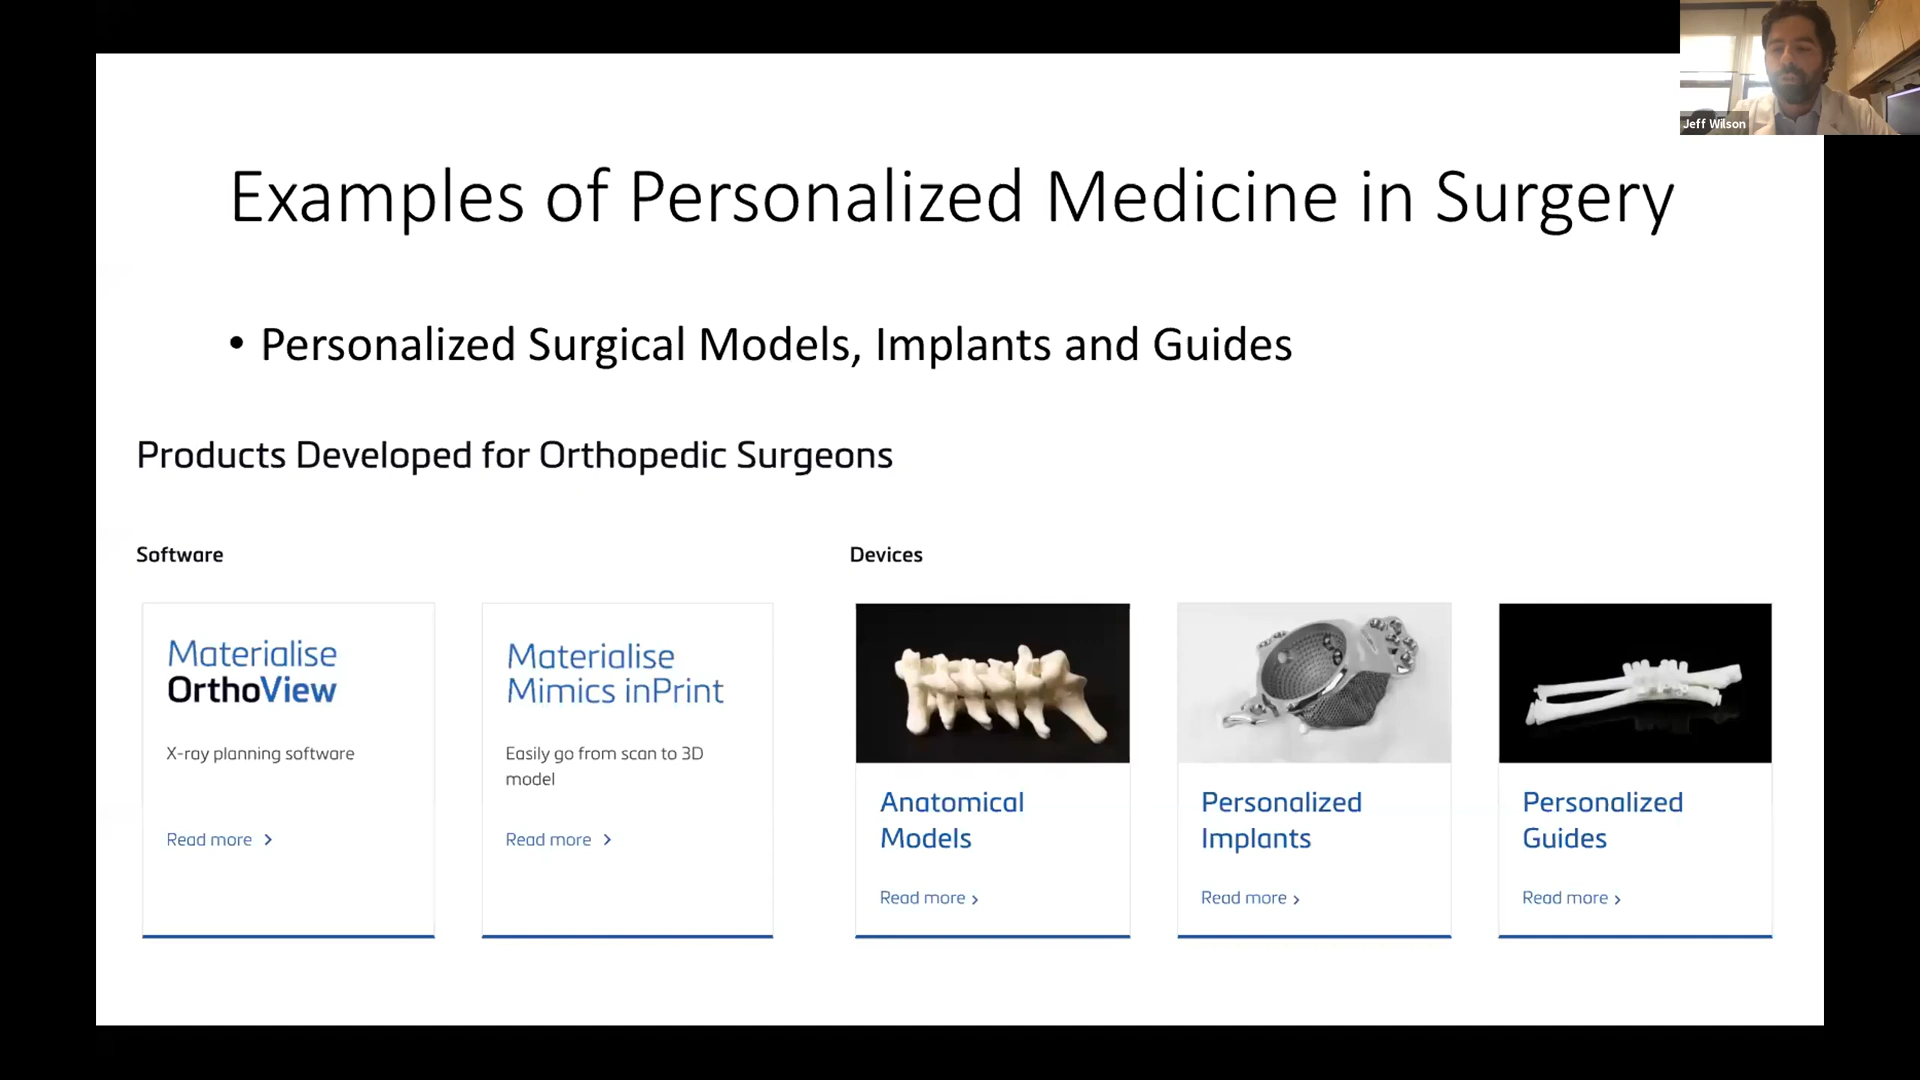 Jeff Wilson
Examples of Personalized Medicine in Surgery
• Personalized Surgical Models, Implants and Guides
Products Developed for Orthopedic Surgeons
Software
Materialise
OrthoView
X-ray planning software
Read more >
Materialise
Mimics inPrint
Easily go from scan to 3D
model
Read more >
Devices
Anatomical
Models
Read more >
Personalized
Implants
Read more >
Personalized
Guides
Read more >